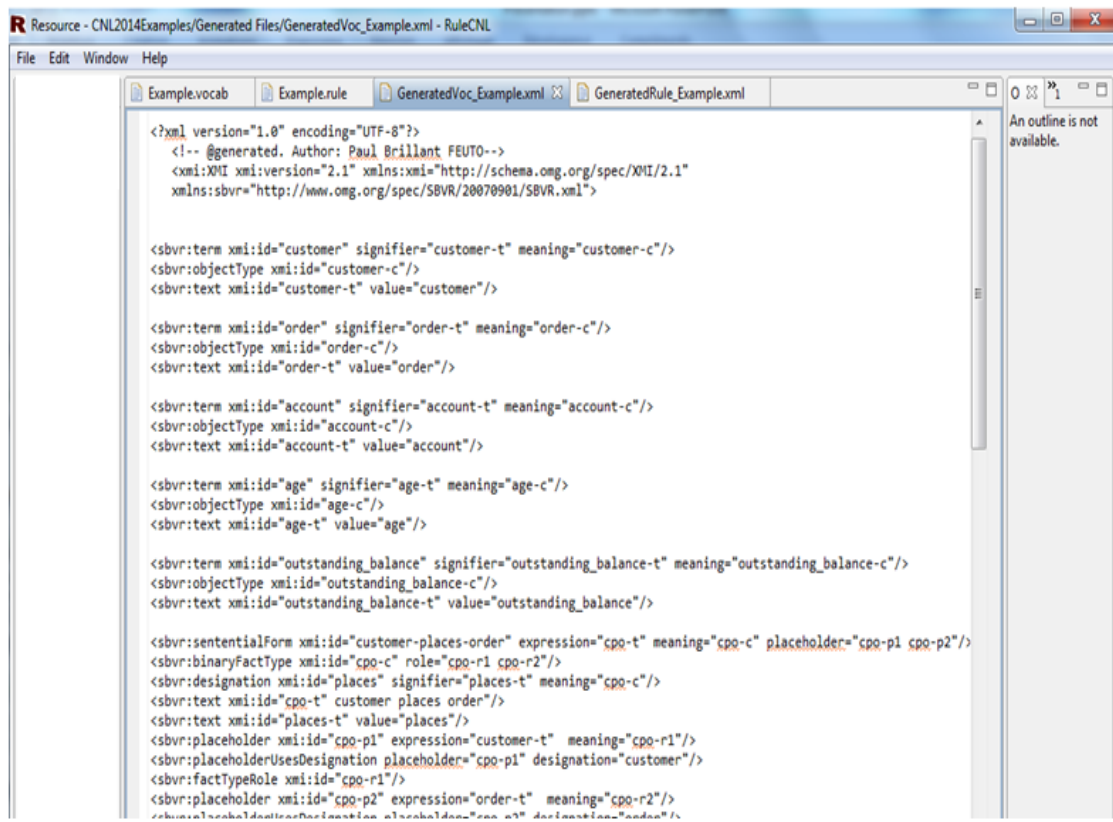 R Resource - CNL2014Examples/Generated Files/GeneratedVoc_Example.xml - RuleCNL
File Edit Window Help
Example.vocab Example.rule GeneratedVoc_Example.xml GeneratedRule_Example.xml O »1
An outline is not
available.
<?xml version="1.0" encoding="UTF-8"?>
<!-- @generated. Author: Paul Brillant FEUTO-->
<xmi:XMI xmi:version="2.1" xmlns:xmi="http://schema.omg.org/spec/XMI/2.1"
xmlns:sbvr="http://www.omg.org/spec/SBVR/20070901/SBVR.xml">
<sbvr:term xmi:id="customer" signifier="customer-t" meaning="customer-c"/>
<sbvr:objectType xmi:id="customer-c"/>
<sbvr:text xmi:id="customer-t" value="customer"/>
<sbvr:term xmi:id="order" signifier="order-t" meaning="order-c"/>
<sbvr:objectType xmi:id="order-c"/>
<sbvr:text xmi:id="order-t" value="order"/>
<sbvr:term xmi:id="account" signifier="account-t" meaning="account-c"/>
<sbvr:objectType xmi:id="account-c"/>
<sbvr:text xmi:id="account-t" value="account"/>
<sbvr:term xmi:id="age" signifier="age-t" meaning="age-c"/>
<sbvr:objectType xmi:id="age-c"/>
<sbvr:text xmi:id="age-t" value="age"/>
<sbvr:term xmi:id="outstanding_balance" signifier="outstanding_balance-t" meaning="outstanding_balance-c"/>
<sbvr:objectType xmi:id="outstanding_balance-c"/>
<sbvr:text xmi:id="outstanding_balance-t" value="outstanding_balance"/>
<sbvr:sententialForm xmi:id="customer-places-order" expression="cpo-t" meaning="cpo-c" placeholder="cpo-p1 cpo-p2"/>
<sbvr:binaryFactType xmi:id="cpo-c" role="cpo-r1 cpo-r2"/>
<sbvr:designation xmi:id="places" signifier="places-t" meaning="cpo-c"/>
<sbvr:text xmi:id="cpo-t" customer places order"/>
<sbvr:text xmi:id="places-t" value="places"/>
<sbvr:placeholder xmi:id="cpo-p1" expression="customer-t" meaning="cpo-r1"/>
<sbvr:placeholderUsesDesignation placeholder="cpo-p1" designation="customer"/>
<sbvr:factTypeRole xmi:id="cpo-r1"/>
<sbvr:placeholder xmi:id="cpo-p2" expression="order-t" meaning="cpo-r2"/>
<sbvr:placeholderUsesDesignation placeholder="cpo-p2" designation="order"/>